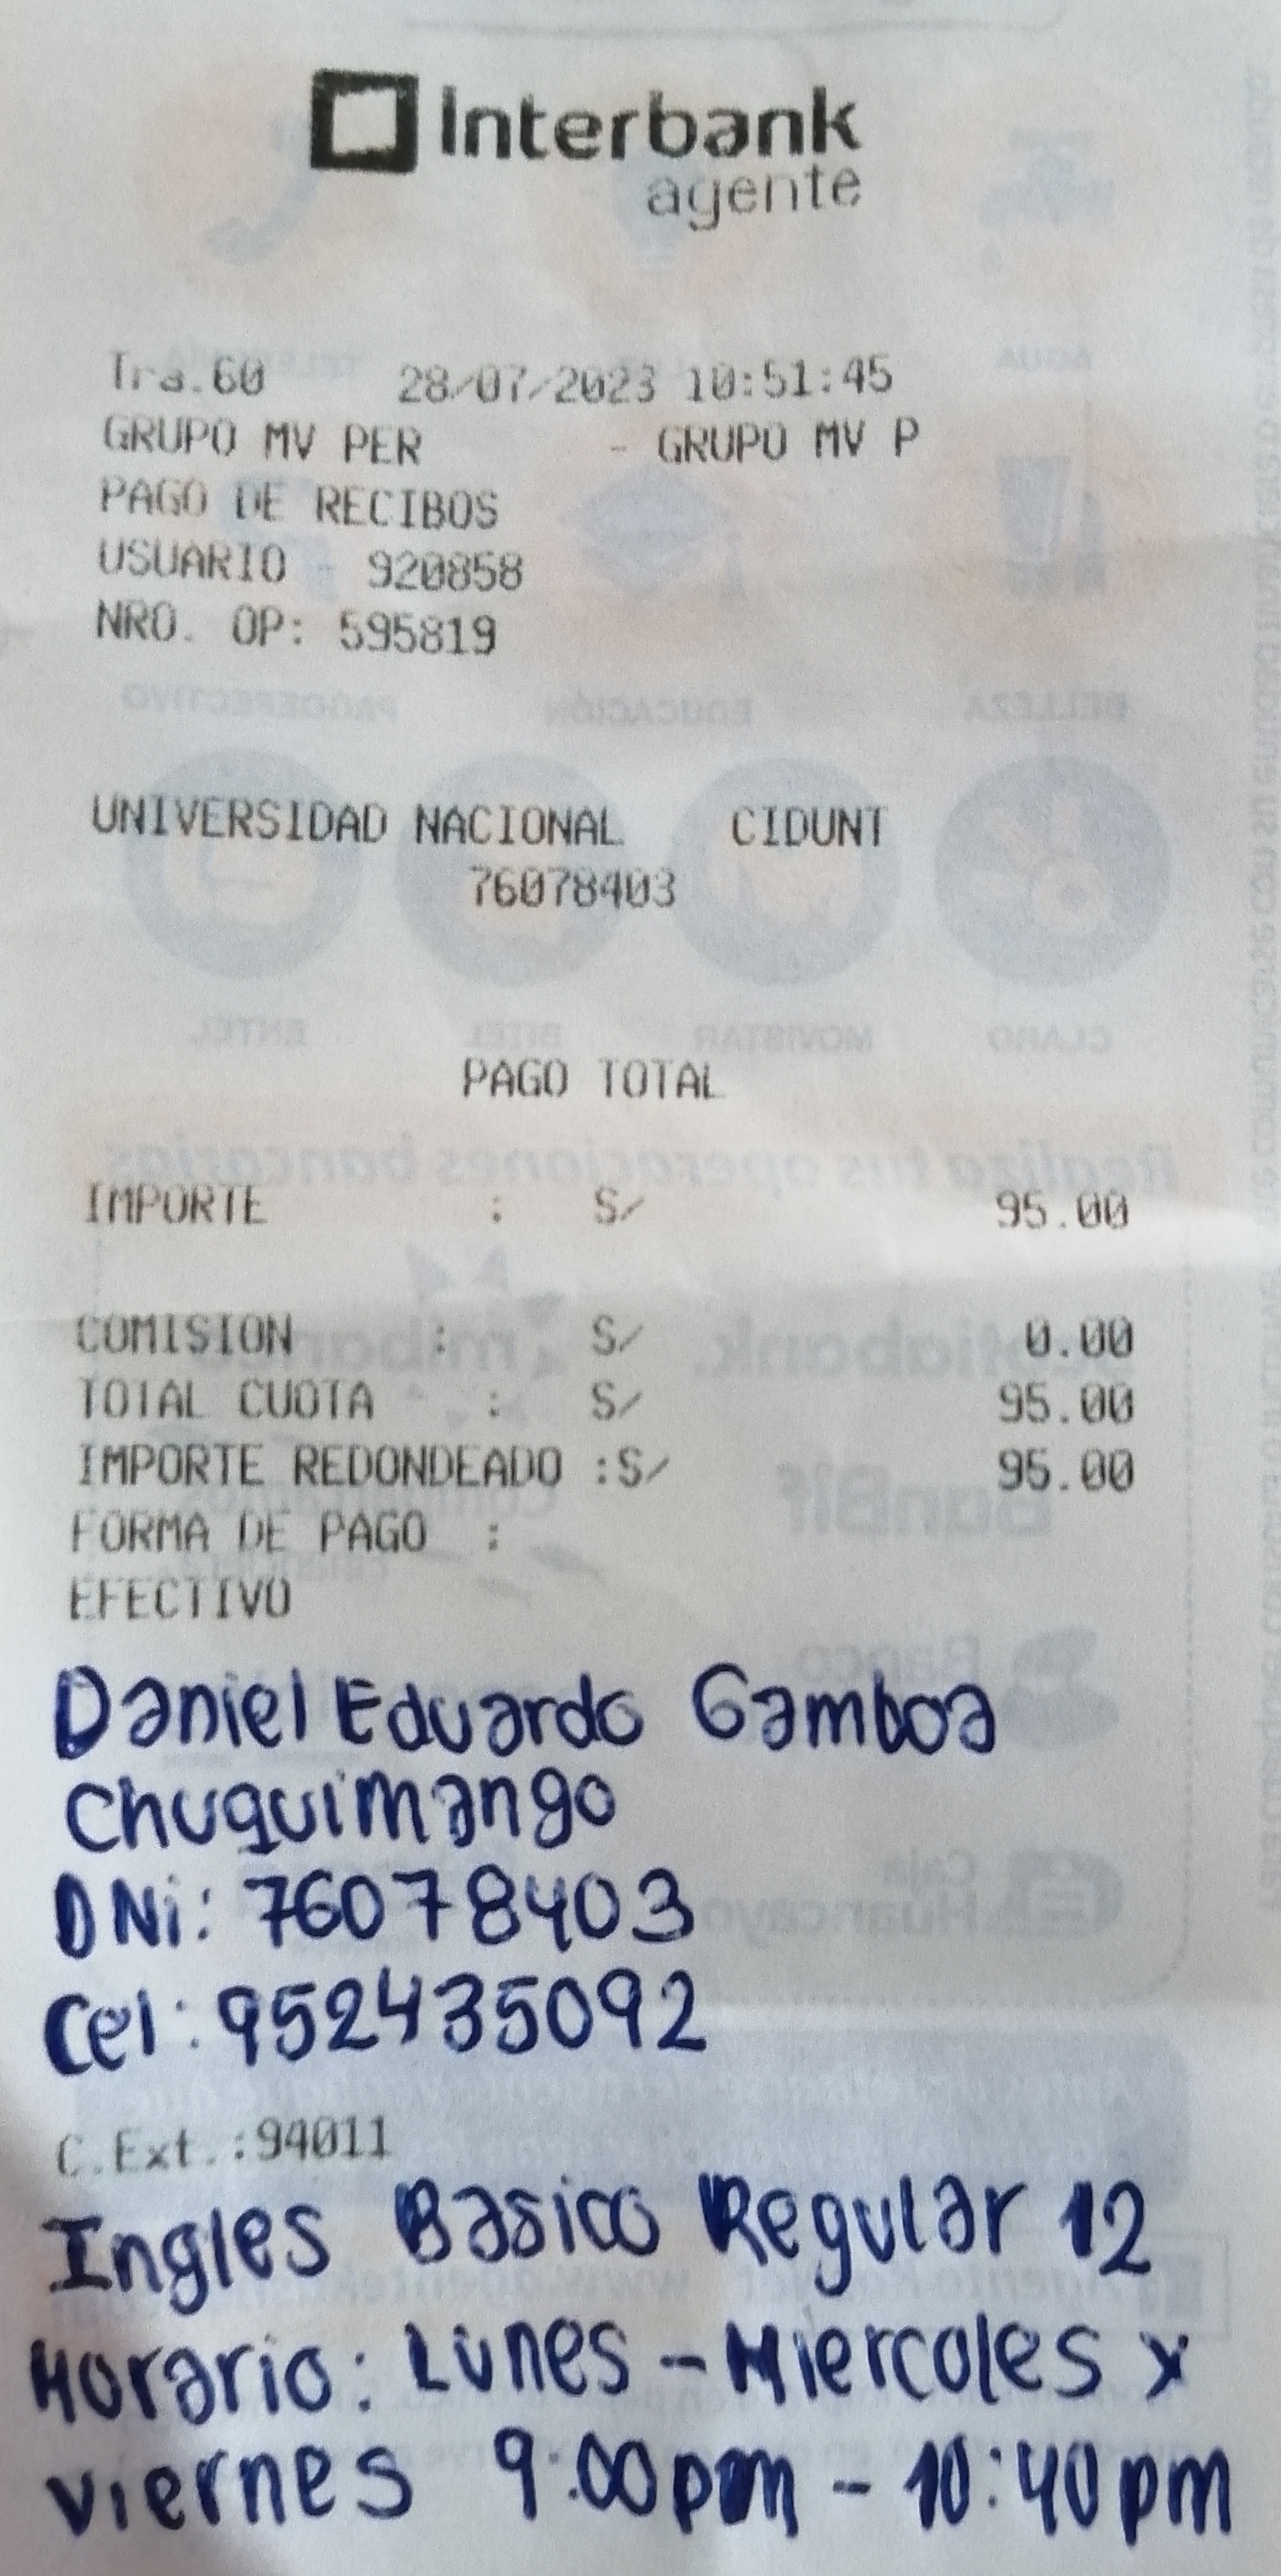 Interbank
agente
Tra.60 28/07/2023 10:51:45
GRUPO MV PER - GRUPO MV P
PAGO DE RECIBOS
USUARIO - 920858
NRO. OP: 595819
UNIVERSIDAD NACIONAL CIDUNT
76078403
PAGO TOTAL
IMPORTE : S/ 95.00
COMISION : S/ 0.00
TOTAL CUOTA : S/ 95.00
IMPORTE REDONDEADO :S/ 95.00
FORMA DE PAGO :
EFECTIVO
Daniel Eduardo Gamboa
Chuquimango
DNi: 76078403
Cel: 952435092
C.Ext.:94011
Ingles Basico Regular 12
Horario: Lunes - Miercoles x
viernes 9:00pm - 10:40pm